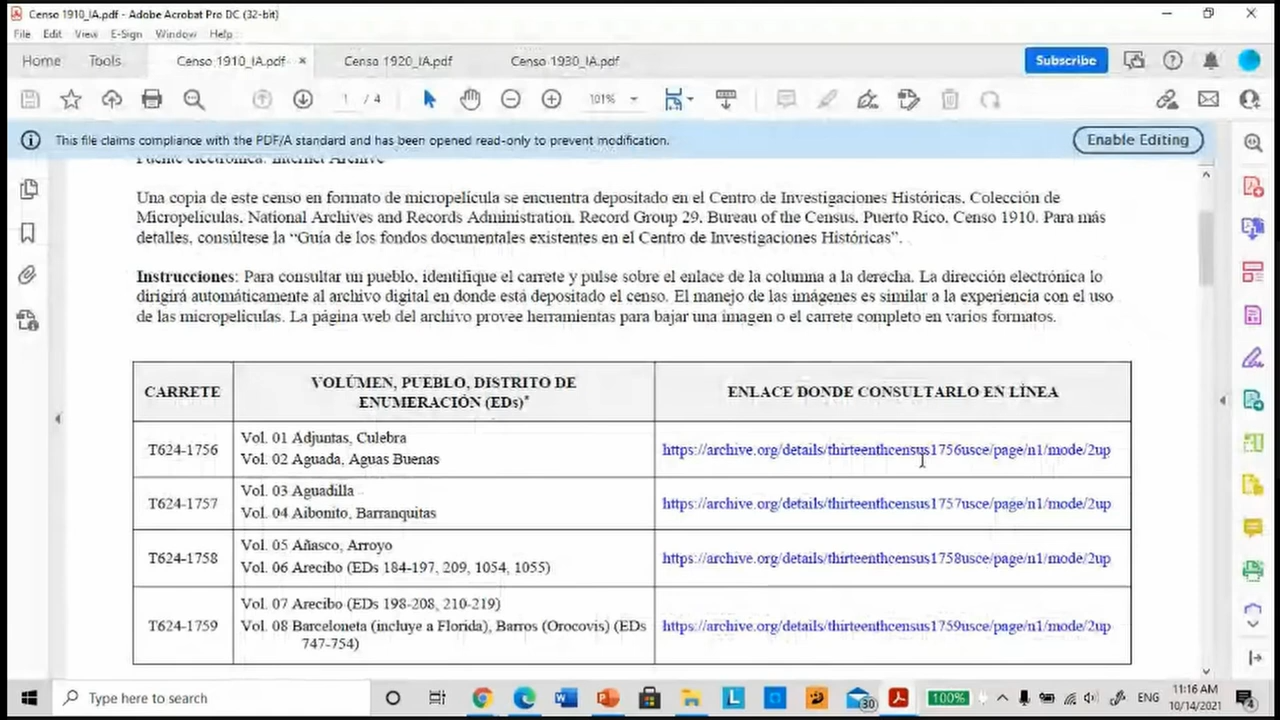 Censo 1910_IA.pdf - Adobe Acrobat Pro DC (32-bit)
File Edit View E-Sign Window Help
Home Tools Censo 1910_IA.pdf × Censo 1920_IA.pdf Censo 1930_IA.pdf Subscribe
1 / 4 101%
This file claims compliance with the PDF/A standard and has been opened read-only to prevent modification. Enable Editing
Fuente electrónica: Internet Archive
Una copia de este censo en formato de micropelícula se encuentra depositado en el Centro de Investigaciones Históricas, Colección de
Micropelículas, National Archives and Records Administration, Record Group 29, Bureau of the Census, Puerto Rico, Censo 1910. Para más
detalles, consúltese la “Guía de los fondos documentales existentes en el Centro de Investigaciones Históricas”.
Instrucciones: Para consultar un pueblo, identifique el carrete y pulse sobre el enlace de la columna a la derecha. La dirección electrónica lo
dirigirá automáticamente al archivo digital en donde está depositado el censo. El manejo de las imágenes es similar a la experiencia con el uso
de las micropelículas. La página web del archivo provee herramientas para bajar una imagen o el carrete completo en varios formatos.
CARRETE
VOLÚMEN, PUEBLO, DISTRITO DE
ENUMERACIÓN (EDs)*
ENLACE DONDE CONSULTARLO EN LÍNEA
T624-1756
Vol. 01 Adjuntas, Culebra
Vol. 02 Aguada, Aguas Buenas
https://archive.org/details/thirteenthcensus1756usce/page/n1/mode/2up
T624-1757
Vol. 03 Aguadilla
Vol. 04 Aibonito, Barranquitas
https://archive.org/details/thirteenthcensus1757usce/page/n1/mode/2up
T624-1758
Vol. 05 Añasco, Arroyo
Vol. 06 Arecibo (EDs 184-197, 209, 1054, 1055)
https://archive.org/details/thirteenthcensus1758usce/page/n1/mode/2up
T624-1759
Vol. 07 Arecibo (EDs 198-208, 210-219)
Vol. 08 Barceloneta (incluye a Florida), Barros (Orocovis) (EDs
747-754)
https://archive.org/details/thirteenthcensus1759usce/page/n1/mode/2up
Type here to search
30
100%
ENG
11:16 AM
10/14/2021
4